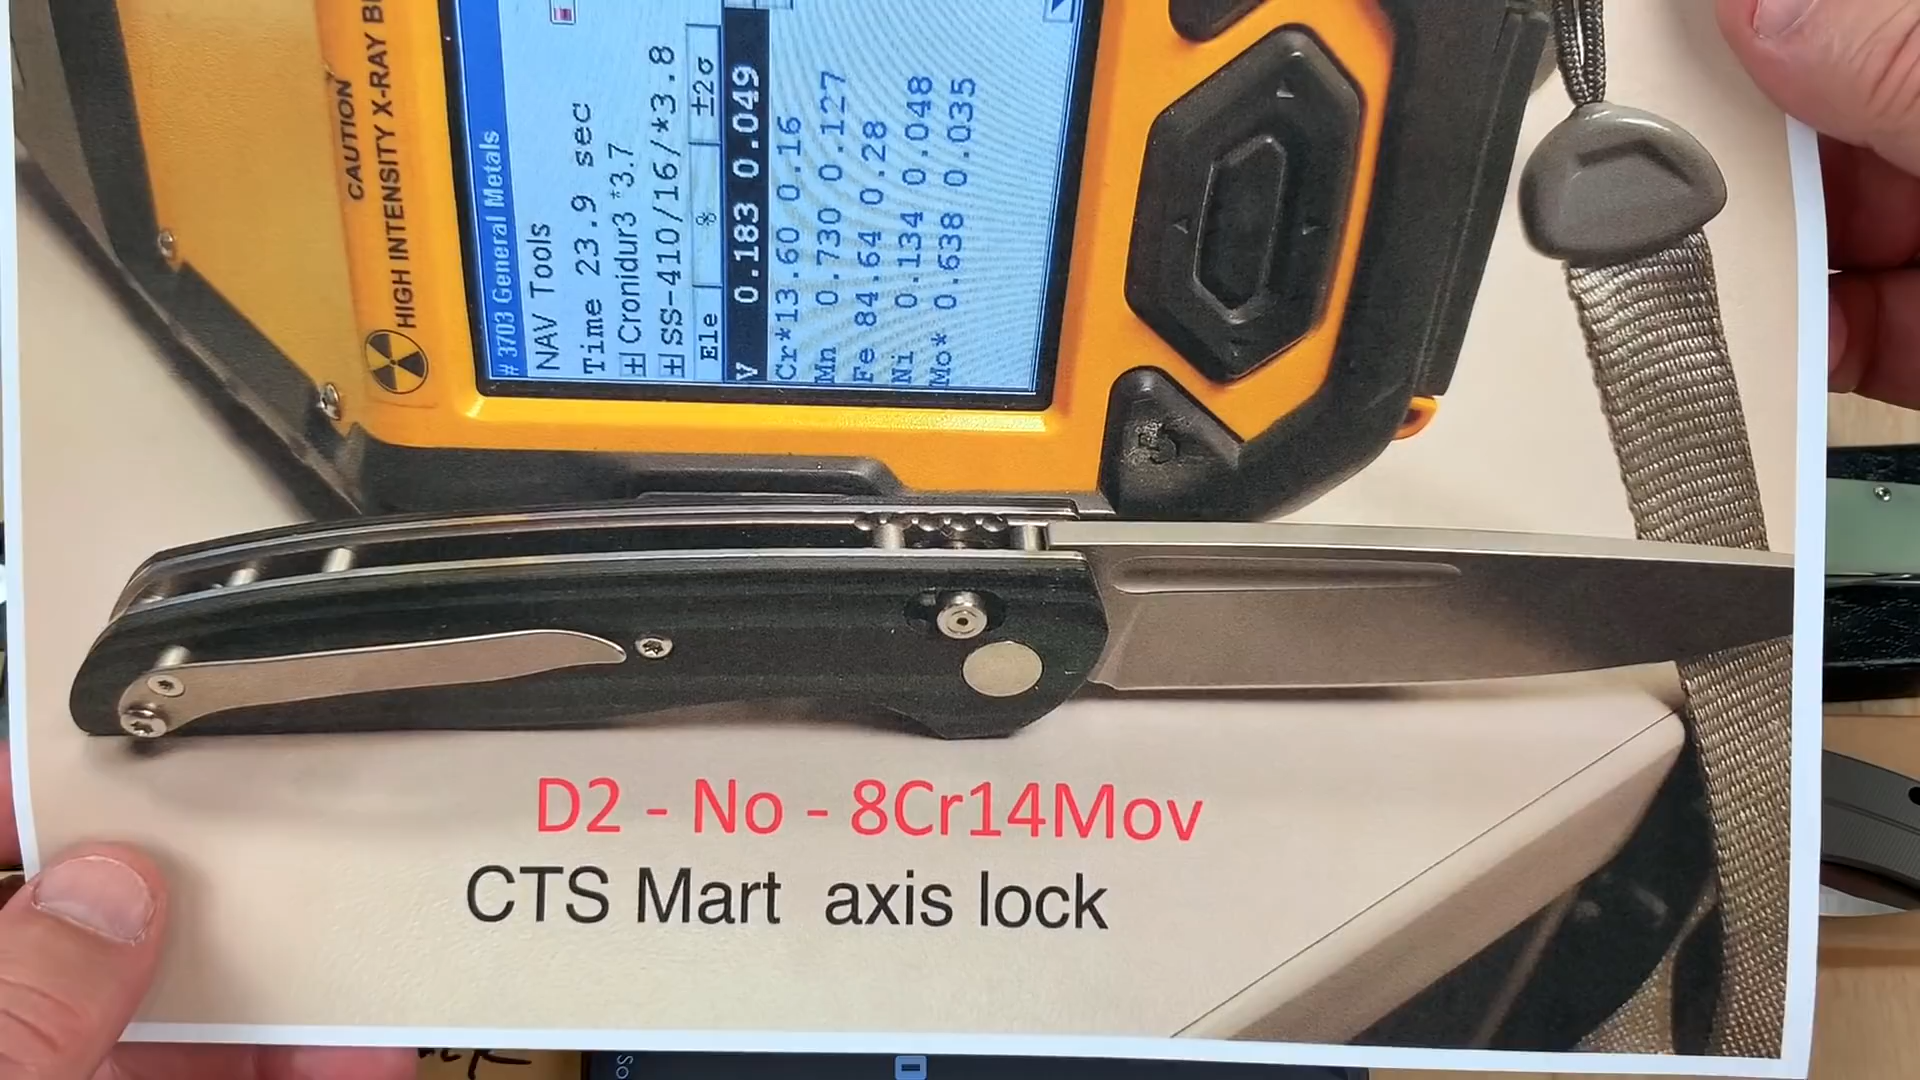 CAUTION
HIGH INTENSITY X-RAY
# 3703 General Metals
NAV Tools
Time 23.9 sec
+ Cronidur3 *3.7
+ SS-410/16/*3.8
Ele % ±2σ
V 0.183 0.049
Cr*13.60 0.16
Mn 0.730 0.127
Fe 84.64 0.28
Ni 0.134 0.048
Mo* 0.638 0.035
D2 - No - 8Cr14Mov
CTS Mart axis lock